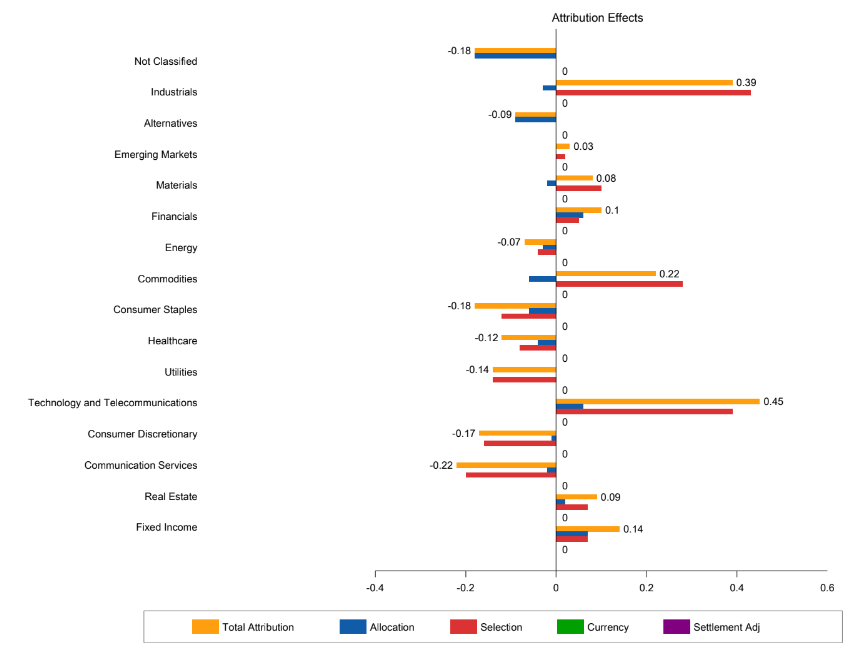 Attribution Effects
-0.18
Not Classified
0
0.39
Industrials
0
-0.09
Alternatives
0
0.03
Emerging Markets
0
0.08
Materials
0
0.1
Financials
0
-0.07
Energy
0
0.22
Commodities
0
-0.18
Consumer Staples
0
-0.12
Healthcare
0
-0.14
Utilities
0
0.45
Technology and Telecommunications
0
-0.17
Consumer Discretionary
0
-0.22
Communication Services
0
0.09
Real Estate
0
0.14
Fixed Income
0
-0.4 -0.2 0 0.2 0.4 0.6
Total Attribution Allocation Selection Currency Settlement Adj